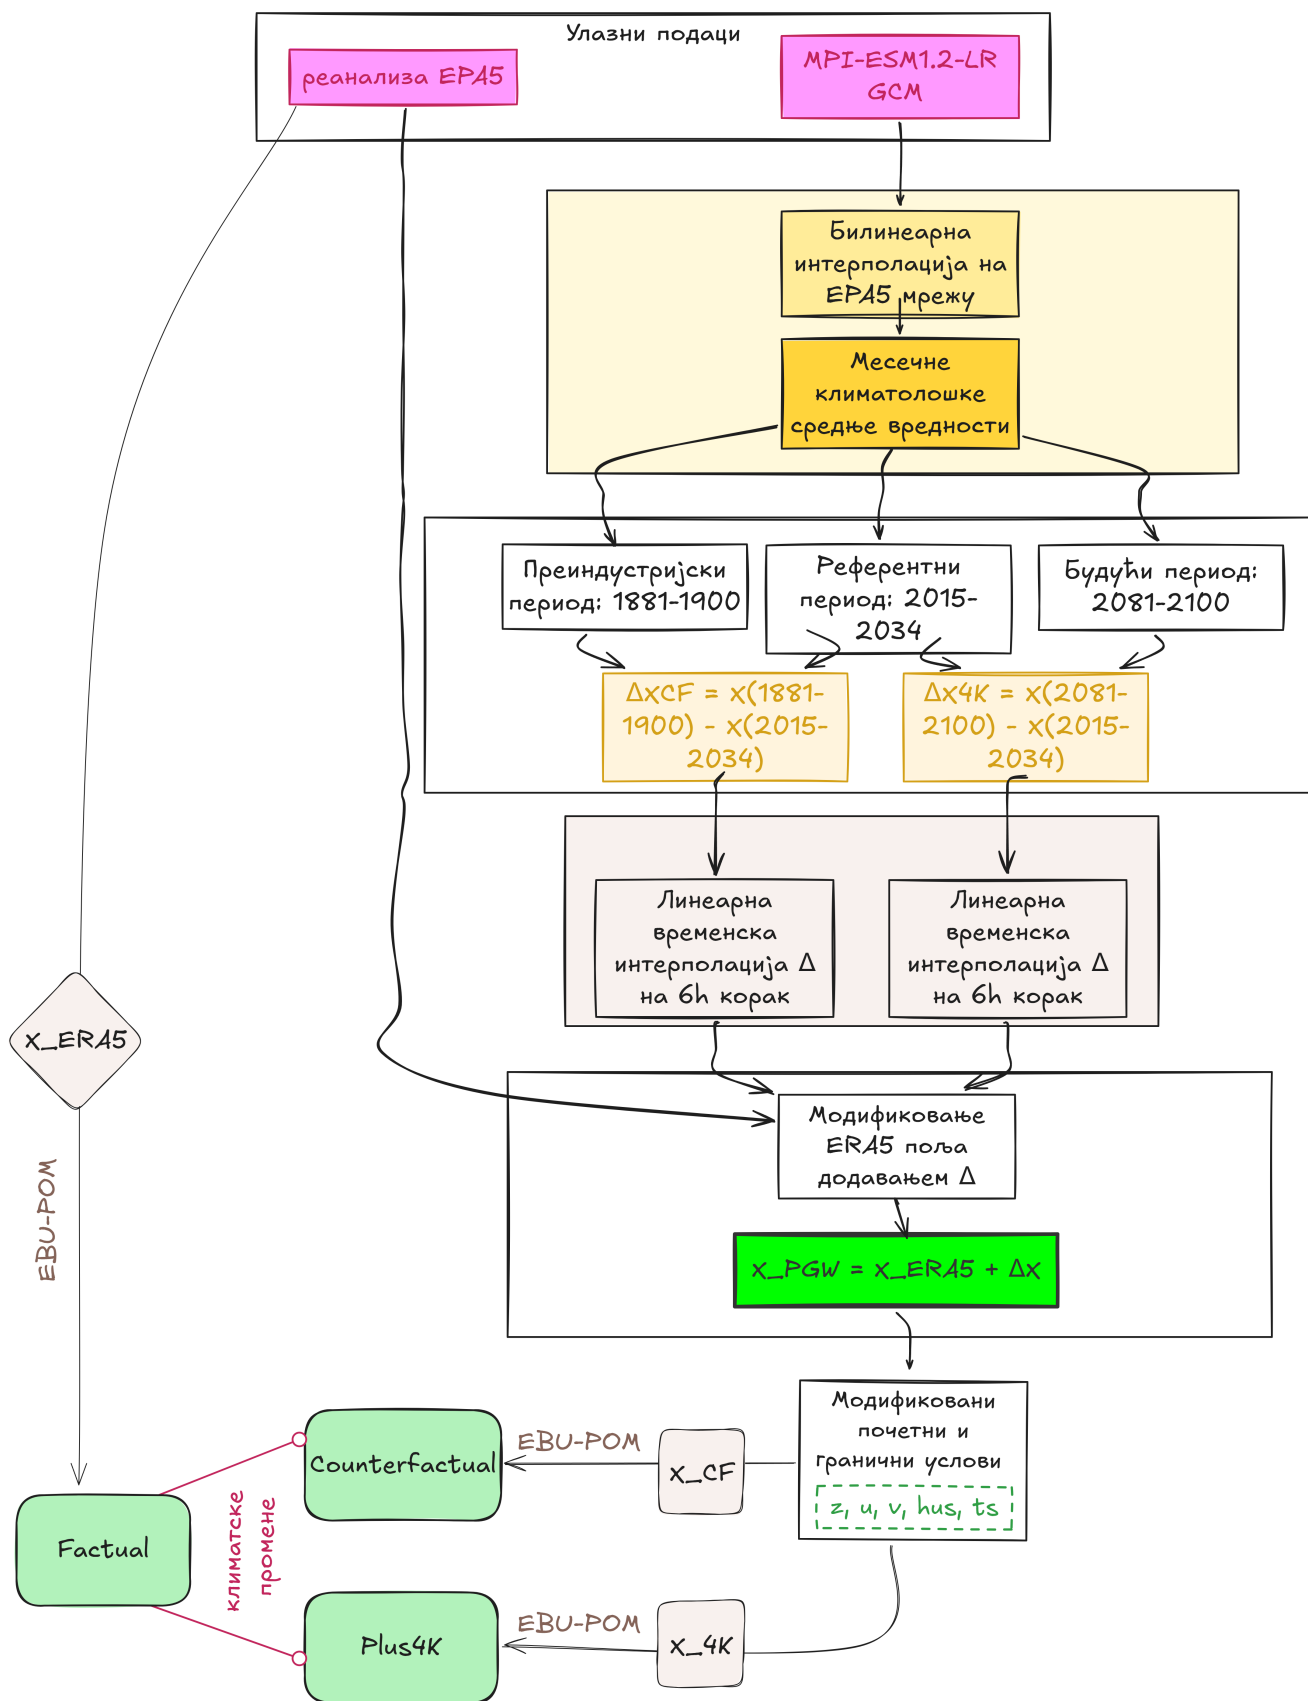 Улазни подаци
реанализа ЕРА5
MPI-ESM1.2-LR
GCM
Билинеарна
интерполација на
ЕРА5 мрежу
Месечне
климатолошке
средње вредности
Преиндустријски
период: 1881-1900
Референтни
период: 2015-
2034
Будући период:
2081-2100
ΔxCF = x(1881-
1900) - x(2015-
2034)
Δx4K = x(2081-
2100) - x(2015-
2034)
Линеарна
временска
интерполација Δ
на 6h корак
Линеарна
временска
интерполација Δ
на 6h корак
X_ERA5
Модификовање
ERA5 поља
додавањем Δ
EBU-POM
x_PGW = x_ERA5 + Δx
Модификовани
почетни и
гранични услови
z, u, v, hus, ts
Counterfactual
EBU-POM
x_CF
Factual
климатске
промене
Plus4K
EBU-POM
x_4K